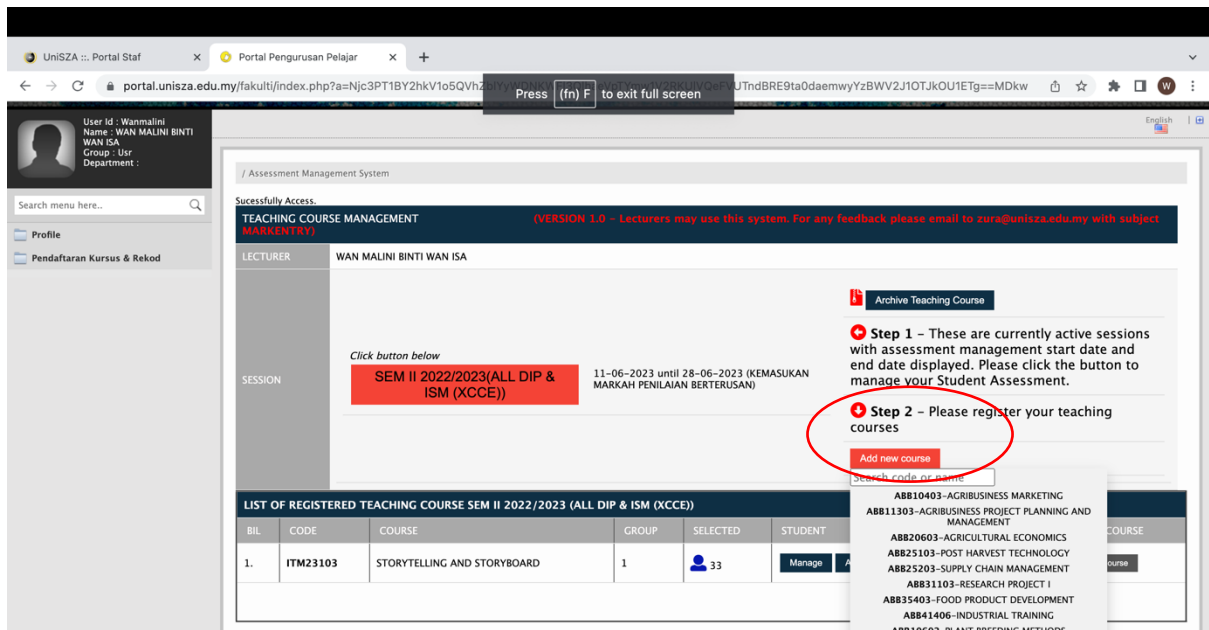 UniSZA ::. Portal Staf
Portal Pengurusan Pelajar
portal.unisza.edu.my/fakulti/index.php?a=Njc3PT1BY2hkV1o5QVhZ
UTndBRE9ta0daemwyYzBWV2J1OTJkOU1ETg==MDkw
W
Press (fn) F to exit full screen
User Id : Wanmalini
Name : WAN MALINI BINTI
WAN ISA
Group : Usr
Department :
English
Search menu here..
Profile
Pendaftaran Kursus & Rekod
/ Assessment Management System
Sucessfully Access.
TEACHING COURSE MANAGEMENT (VERSION 1.0 – Lecturers may use this system. For any feedback please email to zura@unisza.edu.my with subject
MARKENTRY)
LECTURER WAN MALINI BINTI WAN ISA
SESSION
Click button below
SEM II 2022/2023(ALL DIP &
ISM (XCCE))
11-06-2023 until 28-06-2023 (KEMASUKAN
MARKAH PENILAIAN BERTERUSAN)
Archive Teaching Course
Step 1 – These are currently active sessions
with assessment management start date and
end date displayed. Please click the button to
manage your Student Assessment.
Step 2 – Please register your teaching
courses
Add new course
Search code or name
ABB10403-AGRIBUSINESS MARKETING
ABB11303-AGRIBUSINESS PROJECT PLANNING AND
MANAGEMENT
ABB20603-AGRICULTURAL ECONOMICS
ABB25103-POST HARVEST TECHNOLOGY
ABB25203-SUPPLY CHAIN MANAGEMENT
ABB31103-RESEARCH PROJECT I
ABB35403-FOOD PRODUCT DEVELOPMENT
ABB41406-INDUSTRIAL TRAINING
LIST OF REGISTERED TEACHING COURSE SEM II 2022/2023 (ALL DIP & ISM (XCCE))
BIL. CODE COURSE GROUP SELECTED STUDENT COURSE
1. ITM23103 STORYTELLING AND STORYBOARD 1 33 Manage A ourse